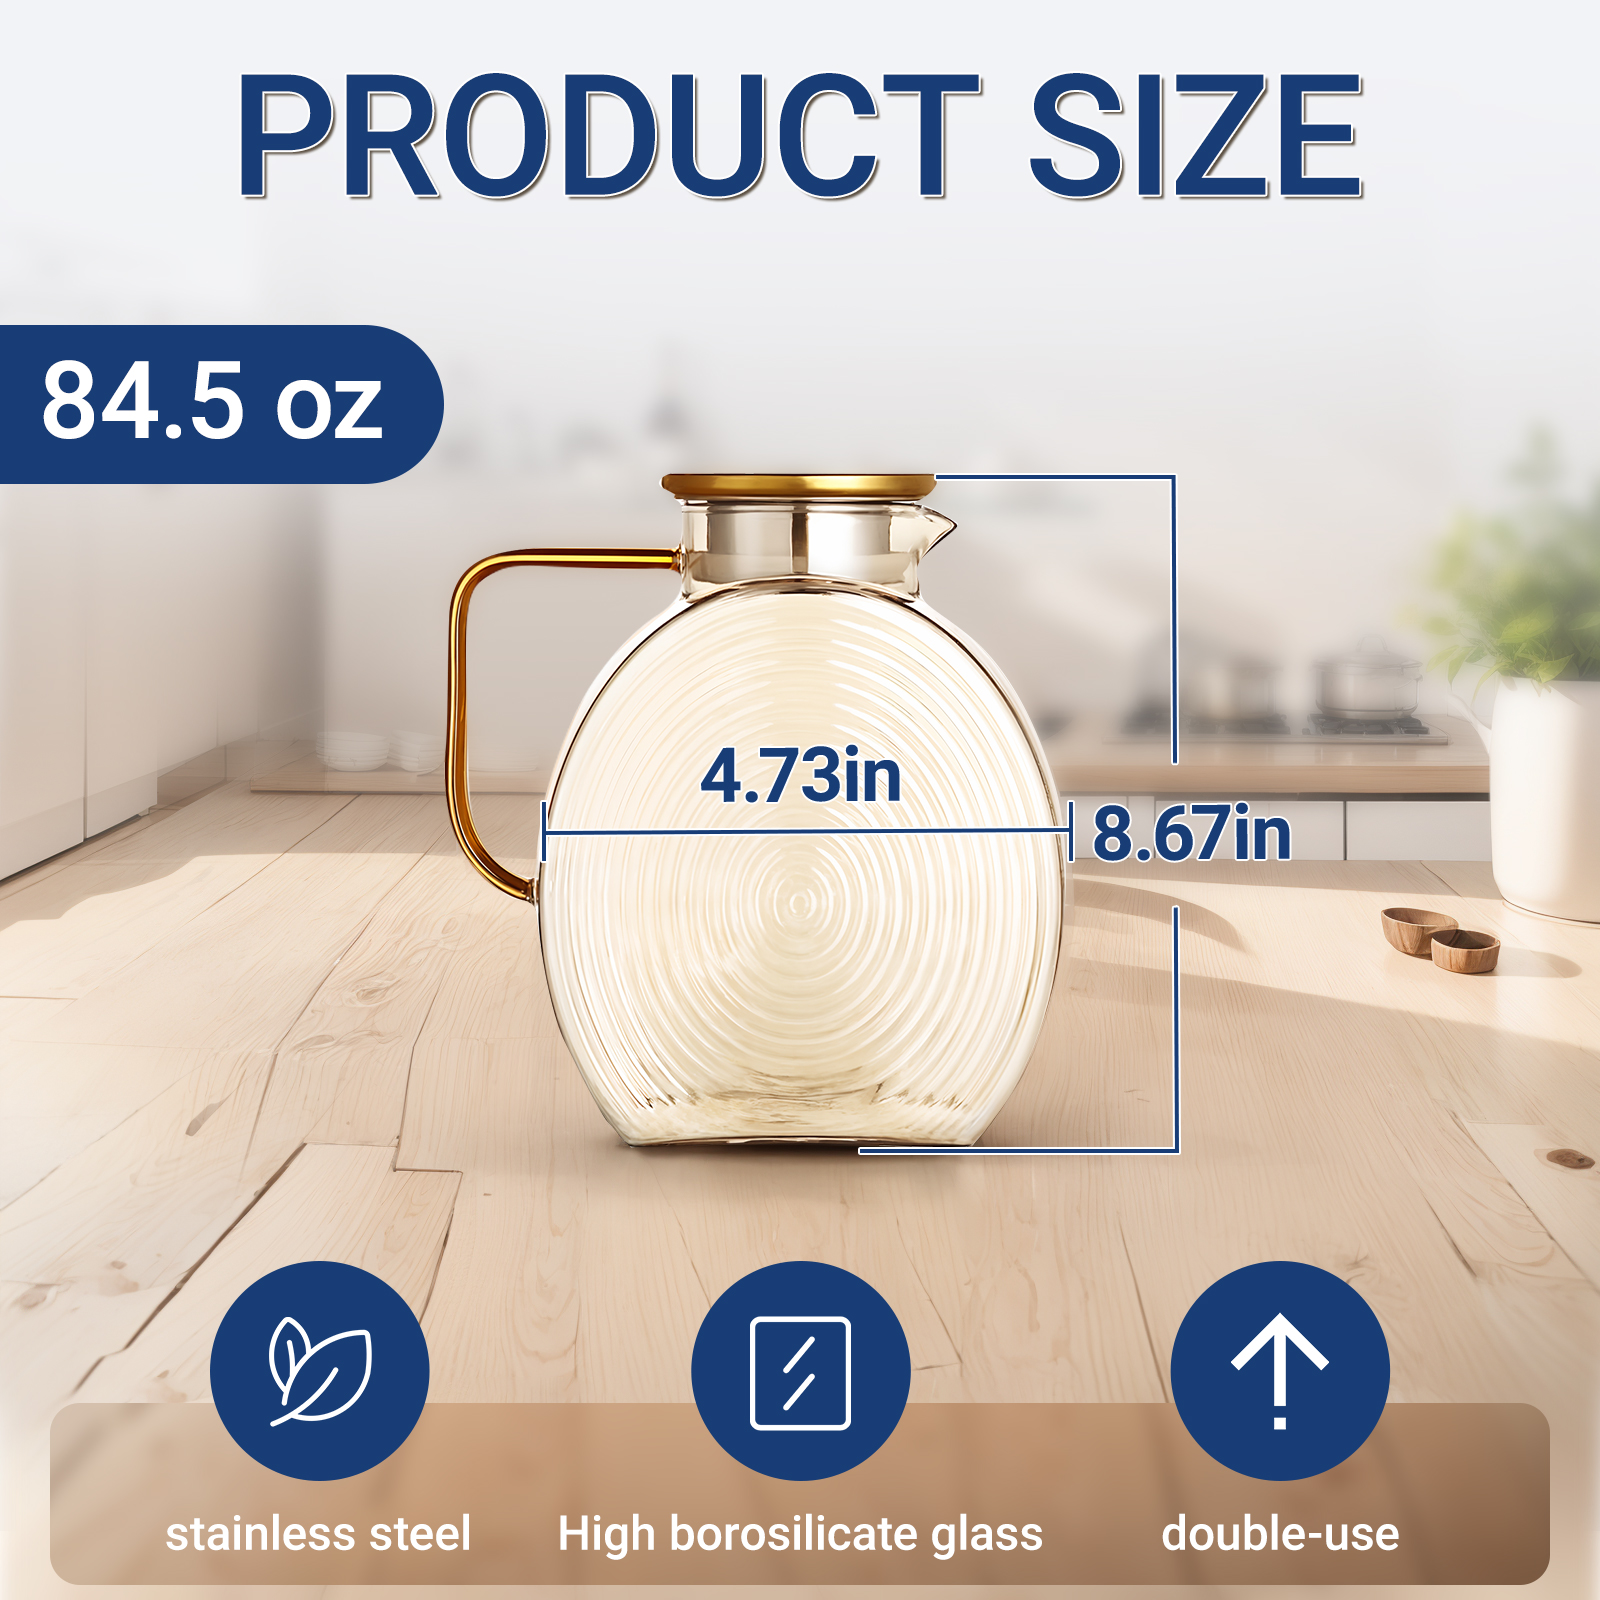 PRODUCT SIZE
84.5 oz
4.73in
8.67in
stainless steel
High borosilicate glass
double-use